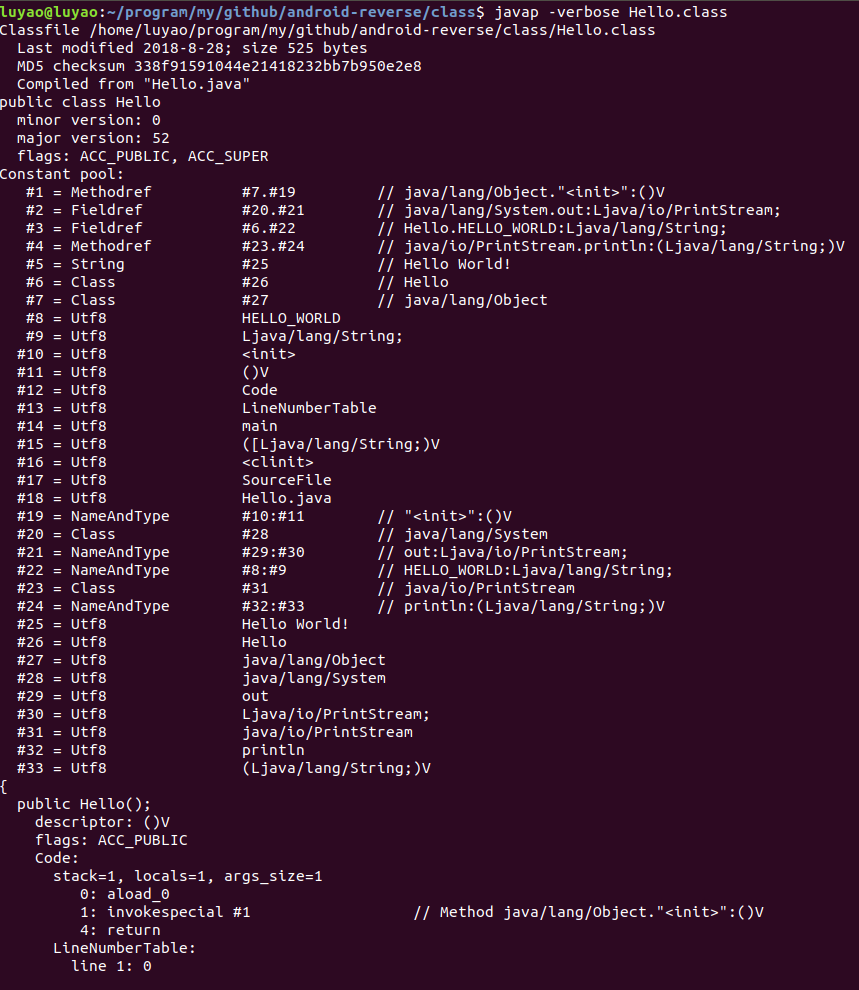 luyao@luyao:~/program/my/github/android-reverse/class$ javap -verbose Hello.class
Classfile /home/luyao/program/my/github/android-reverse/class/Hello.class
  Last modified 2018-8-28; size 525 bytes
  MD5 checksum 338f91591044e21418232bb7b950e2e8
  Compiled from "Hello.java"
public class Hello
  minor version: 0
  major version: 52
  flags: ACC_PUBLIC, ACC_SUPER
Constant pool:
   #1 = Methodref          #7.#19         // java/lang/Object."<init>":()V
   #2 = Fieldref           #20.#21        // java/lang/System.out:Ljava/io/PrintStream;
   #3 = Fieldref           #6.#22         // Hello.HELLO_WORLD:Ljava/lang/String;
   #4 = Methodref          #23.#24        // java/io/PrintStream.println:(Ljava/lang/String;)V
   #5 = String             #25            // Hello World!
   #6 = Class              #26            // Hello
   #7 = Class              #27            // java/lang/Object
   #8 = Utf8               HELLO_WORLD
   #9 = Utf8               Ljava/lang/String;
  #10 = Utf8               <init>
  #11 = Utf8               ()V
  #12 = Utf8               Code
  #13 = Utf8               LineNumberTable
  #14 = Utf8               main
  #15 = Utf8               ([Ljava/lang/String;)V
  #16 = Utf8               <clinit>
  #17 = Utf8               SourceFile
  #18 = Utf8               Hello.java
  #19 = NameAndType        #10:#11        // "<init>":()V
  #20 = Class              #28            // java/lang/System
  #21 = NameAndType        #29:#30        // out:Ljava/io/PrintStream;
  #22 = NameAndType        #8:#9          // HELLO_WORLD:Ljava/lang/String;
  #23 = Class              #31            // java/io/PrintStream
  #24 = NameAndType        #32:#33        // println:(Ljava/lang/String;)V
  #25 = Utf8               Hello World!
  #26 = Utf8               Hello
  #27 = Utf8               java/lang/Object
  #28 = Utf8               java/lang/System
  #29 = Utf8               out
  #30 = Utf8               Ljava/io/PrintStream;
  #31 = Utf8               java/io/PrintStream
  #32 = Utf8               println
  #33 = Utf8               (Ljava/lang/String;)V
{
  public Hello();
    descriptor: ()V
    flags: ACC_PUBLIC
    Code:
      stack=1, locals=1, args_size=1
         0: aload_0
         1: invokespecial #1                  // Method java/lang/Object."<init>":()V
         4: return
      LineNumberTable:
        line 1: 0